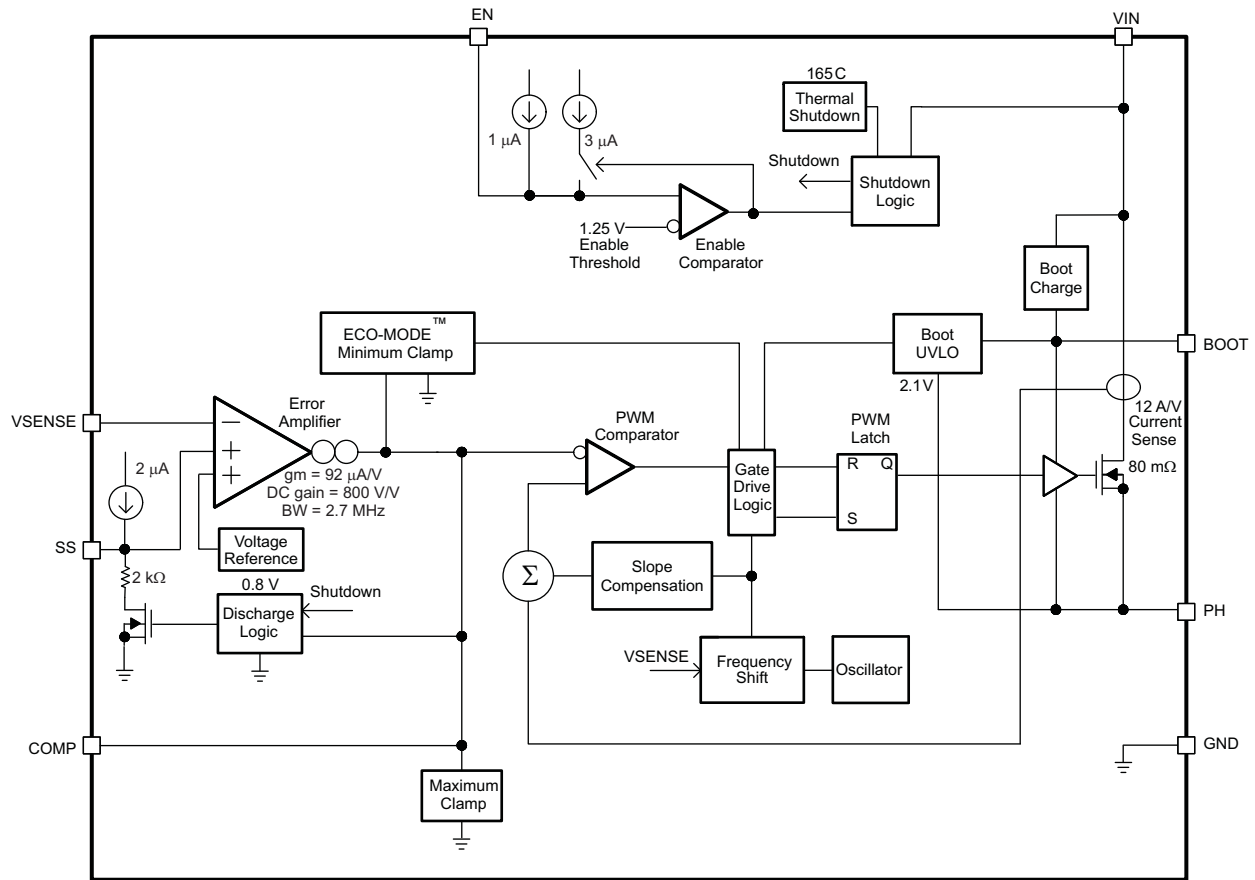 EN
VIN
165 C
Thermal
Shutdown
1 μA
3 μA
Shutdown
Shutdown
Logic
1.25 V
Enable
Threshold
Enable
Comparator
Boot
Charge
ECO-MODE™
Minimum Clamp
Boot
UVLO
BOOT
2.1V
12 A/V
Current
Sense
VSENSE
Error
Amplifier
PWM
Comparator
PWM
Latch
R Q
S
Gate
Drive
Logic
80 mΩ
2 μA
gm = 92 μA/V
DC gain = 800 V/V
BW = 2.7 MHz
SS
Voltage
Reference
2 kΩ
0.8 V
Shutdown
Discharge
Logic
Σ
Slope
Compensation
PH
VSENSE
Frequency
Shift
Oscillator
COMP
GND
Maximum
Clamp